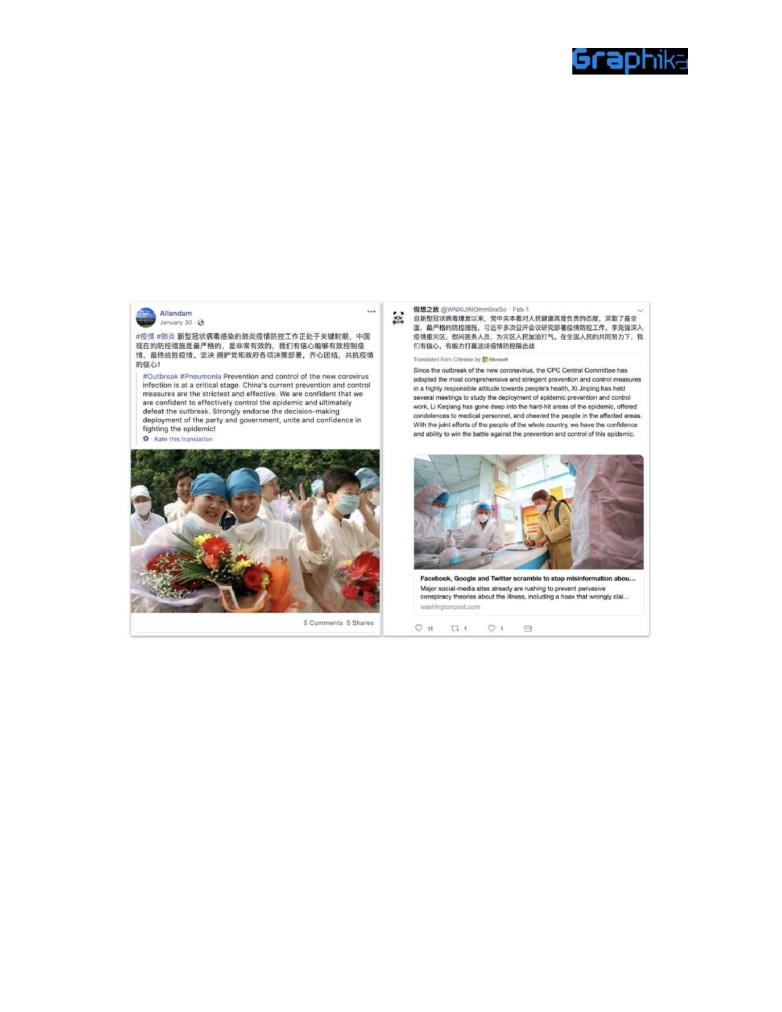 Graphika
Allandam
January 30
#疫情 #肺炎 新型冠状病毒感染的肺炎疫情防控工作正处于关键时期，中国
现在的防控措施是最严格的，是非常有效的，我们有信心能够有效控制疫
情，最终战胜疫情。坚决 拥护党和政府各项决策部署，齐心团结，共抗疫情
的信心！
#Outbreak #Pneumonia Prevention and control of the new corovirus
infection is at a critical stage. China's current prevention and control
measures are the strictest and effective. We are confident that we
are confident to effectively control the epidemic and ultimately
defeat the outbreak. Strongly endorse the decision-making
deployment of the party and government, unite and confidence in
fighting the epidemic!
Rate this translation
5 Comments 5 Shares
@WNXIJINOmmlixxSo · Feb 1
自新型冠状病毒爆发以来，党中央本着对人民健康高度负责的态度，采取了最全
面、最严格的防控措施，习近平多次召开会议研究部署疫情防控工作，李克强深入
疫情重灾区，慰问医务人员，为灾区人民加油打气。在全国人民的共同努力下，我
们有信心、有能力打赢这场疫情防控阻击战
Translated from Chinese by Microsoft
Since the outbreak of the new coronavirus, the CPC Central Committee has
adopted the most comprehensive and stringent prevention and control measures
in a highly responsible attitude towards people's health, Xi Jinping has held
several meetings to study the deployment of epidemic prevention and control
work, Li Keqiang has gone deep into the hard-hit areas of the epidemic, offered
condolences to medical personnel, and cheered the people in the affected areas.
With the joint efforts of the people of the whole country, we have the confidence
and ability to win the battle against the prevention and control of this epidemic.
Facebook, Google and Twitter scramble to stop misinformation abou...
Major social-media sites already are rushing to prevent pervasive
conspiracy theories about the illness, including a hoax that wrongly clai...
washingtonpost.com
11 1 1